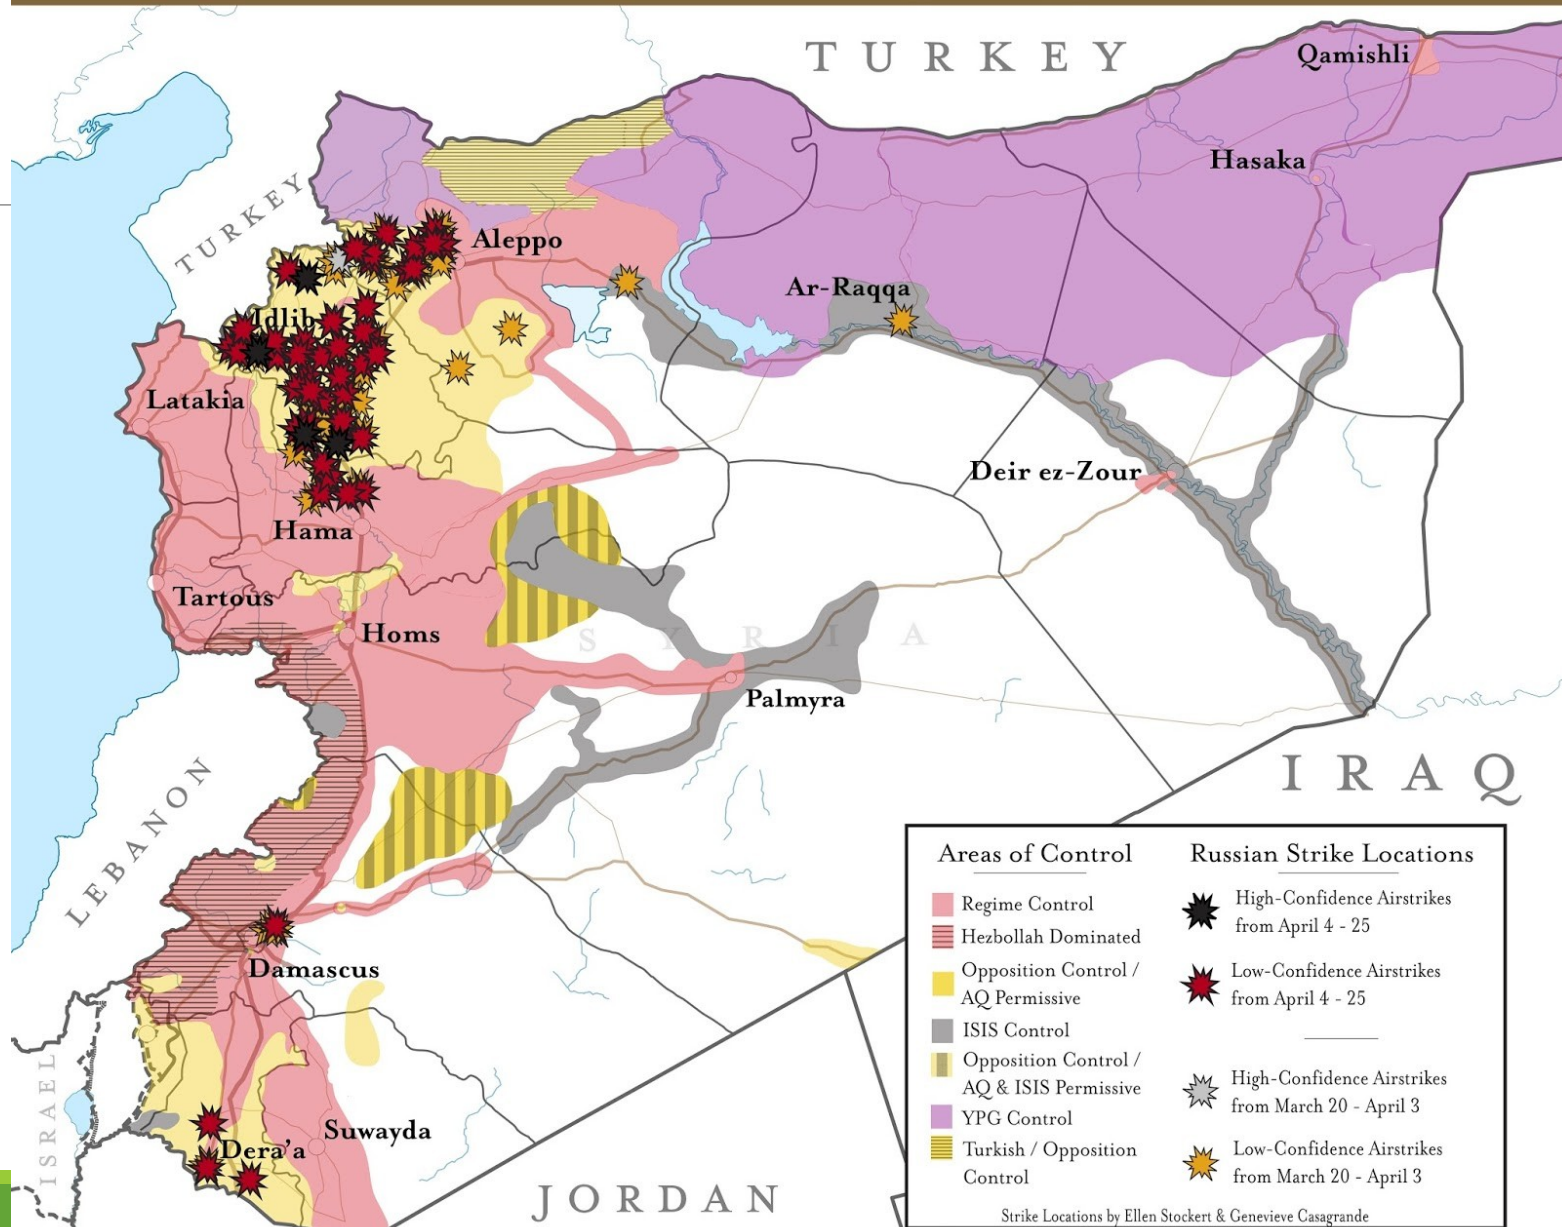 TURKEY
Qamishli
Hasaka
TURKEY
Aleppo
Ar-Raqqa
Idlib
Latakia
Deir ez-Zour
Hama
Tartous
Homs
SYRIA
Palmyra
IRAQ
LEBANON
Damascus
ISRAEL
Suwayda
Dera’a
JORDAN
Areas of Control
Regime Control
Hezbollah Dominated
Opposition Control /
AQ Permissive
ISIS Control
Opposition Control /
AQ & ISIS Permissive
YPG Control
Turkish / Opposition
Control
Russian Strike Locations
High-Confidence Airstrikes
from April 4 - 25
Low-Confidence Airstrikes
from April 4 - 25
High-Confidence Airstrikes
from March 20 - April 3
Low-Confidence Airstrikes
from March 20 - April 3
Strike Locations by Ellen Stockert & Genevieve Casagrande